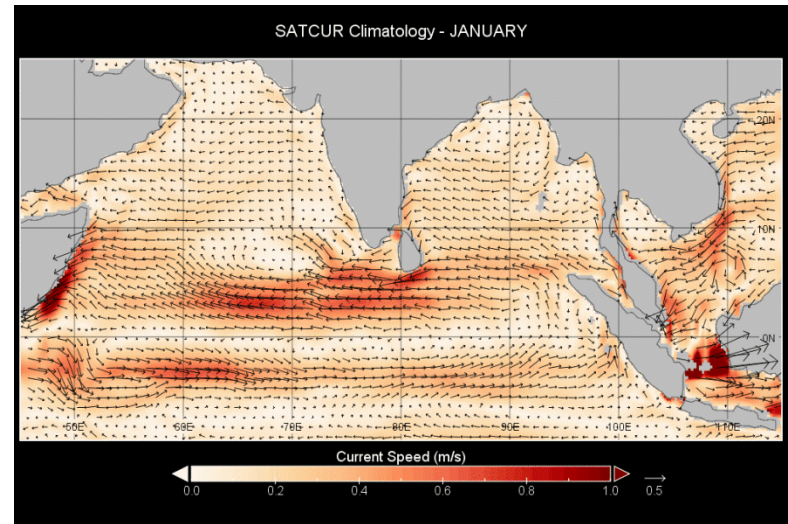 SATCUR Climatology - JANUARY
20N
10N
0N
50E 60E 70E 80E 90E 100E 110E
Current Speed (m/s)
0.0 0.2 0.4 0.6 0.8 1.0 0.5